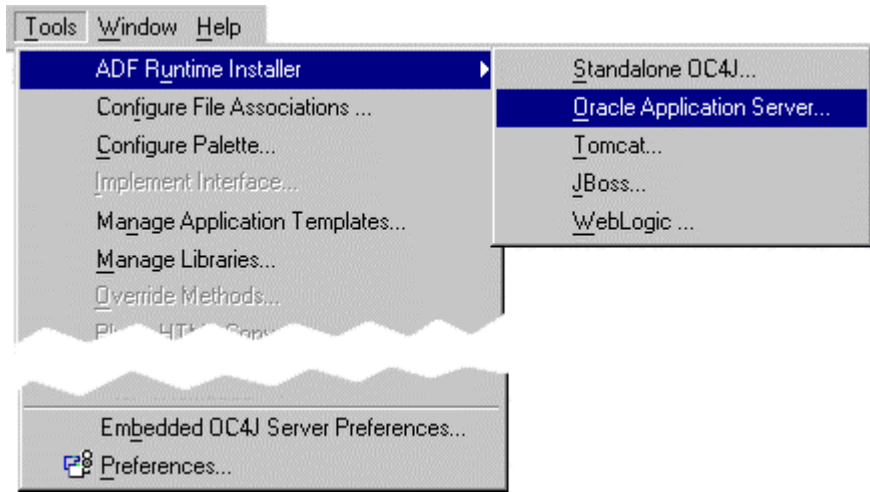 Tools Window Help
ADF Runtime Installer
Standalone OC4J...
Configure File Associations ...
Oracle Application Server...
Configure Palette...
Tomcat...
Implement Interface...
JBoss...
Manage Application Templates...
WebLogic ...
Manage Libraries...
Override Methods...
Embedded OC4J Server Preferences...
Preferences...